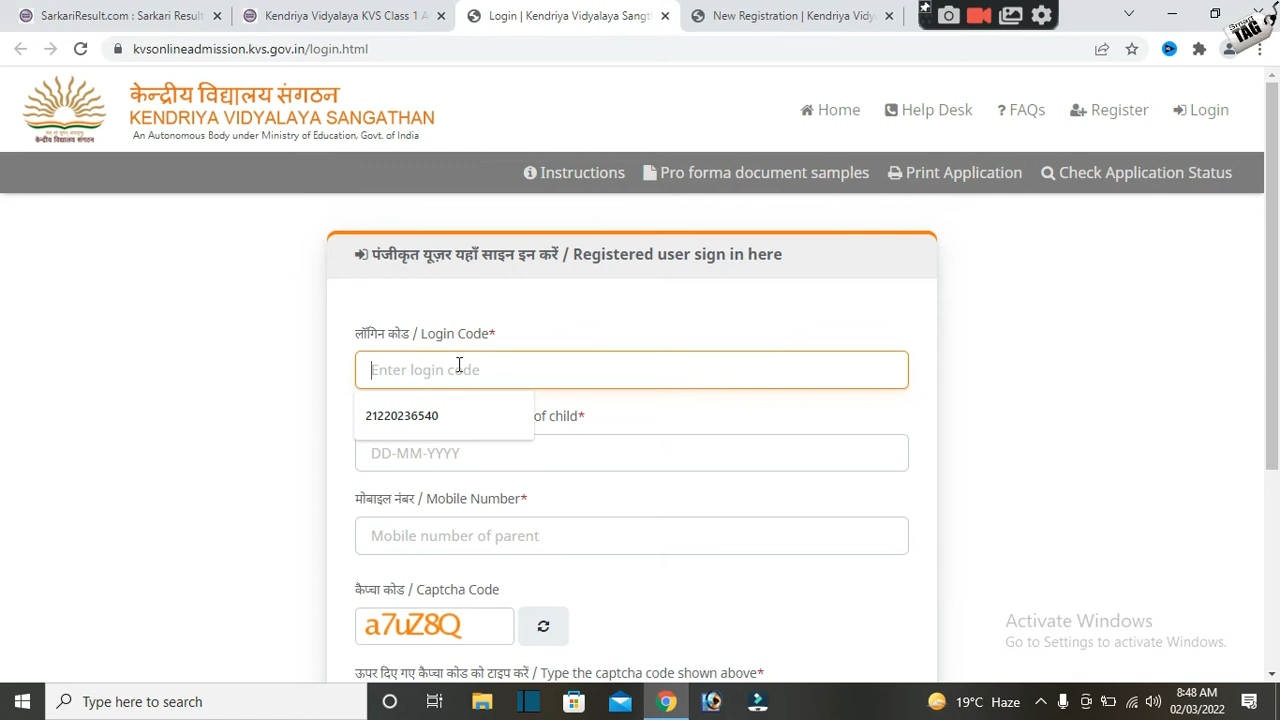 SarkariResult.com : Sarkari Result
Kendriya Vidyalaya KVS Class 1 A
Login | Kendriya Vidyalaya Sangt
New Registration | Kendriya Vid
Smart
TAG
kvsonlineadmission.kvs.gov.in/login.html
केन्द्रीय विद्यालय संगठन
KENDRIYA VIDYALAYA SANGATHAN
An Autonomous Body under Ministry of Education, Govt. of India
केन्द्रीय विद्यालय संगठन
Home Help Desk ? FAQs Register Login
Instructions Pro forma document samples Print Application Check Application Status
पंजीकृत यूज़र यहाँ साइन इन करें / Registered user sign in here
लॉगिन कोड / Login Code*
Enter login code
21220236540
of child*
DD-MM-YYYY
मोबाइल नंबर / Mobile Number*
Mobile number of parent
कैप्चा कोड / Captcha Code
a7uZ8Q
ऊपर दिए गए कैप्चा कोड को टाइप करें / Type the captcha code shown above*
Activate Windows
Go to Settings to activate Windows.
Type here to search
19°C Haze
8:48 AM
02/03/2022